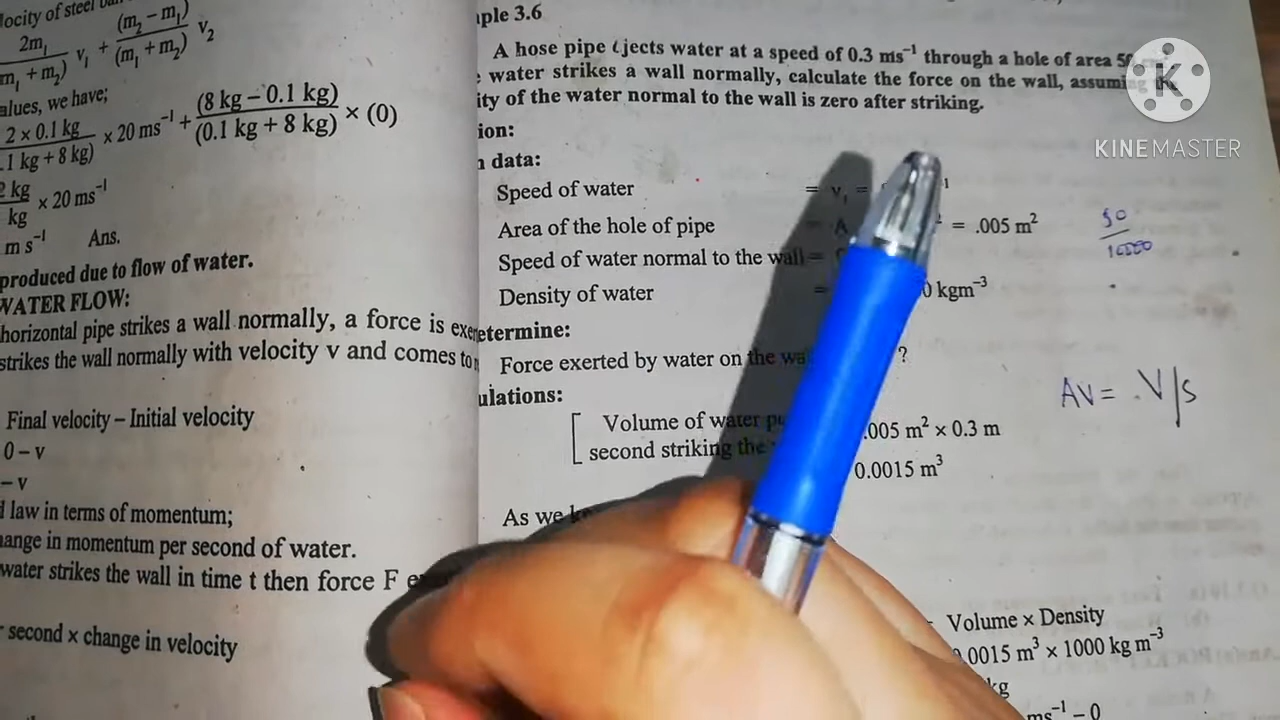 locity of steel
2m₁ (m₂ – m₁)
v₁ + v₂
m₁ + m₂) (m₁ + m₂)
alues, we have;
2 × 0.1 kg (8 kg – 0.1 kg)
× 20 ms⁻¹ + × (0)
.1 kg + 8 kg) (0.1 kg + 8 kg)
kg
× 20 ms⁻¹
kg
m s⁻¹ Ans.
produced due to flow of water.
WATER FLOW:
horizontal pipe strikes a wall normally, a force is
strikes the wall normally with velocity v and comes to
Final velocity – Initial velocity
0 – v
– v
law in terms of momentum;
ange in momentum per second of water.
water strikes the wall in time t then force F
second × change in velocity
ple 3.6
A hose pipe ejects water at a speed of 0.3 ms⁻¹ through a hole of area
water strikes a wall normally, calculate the force on the wall, assuming
ity of the water normal to the wall is zero after striking.
ion:
data:
Speed of water = v₁ =
Area of the hole of pipe = A = .005 m²
50
10000
Speed of water normal to the wall =
Density of water = 0 kgm⁻³
etermine:
Force exerted by water on the ?
ulations:
AV = .V/s
Volume of water .005 m² × 0.3 m
second striking the 0.0015 m³
As we
Volume × Density
0.0015 m³ × 1000 kg m⁻³
kg
ms⁻¹ – 0
K
KINEMASTER